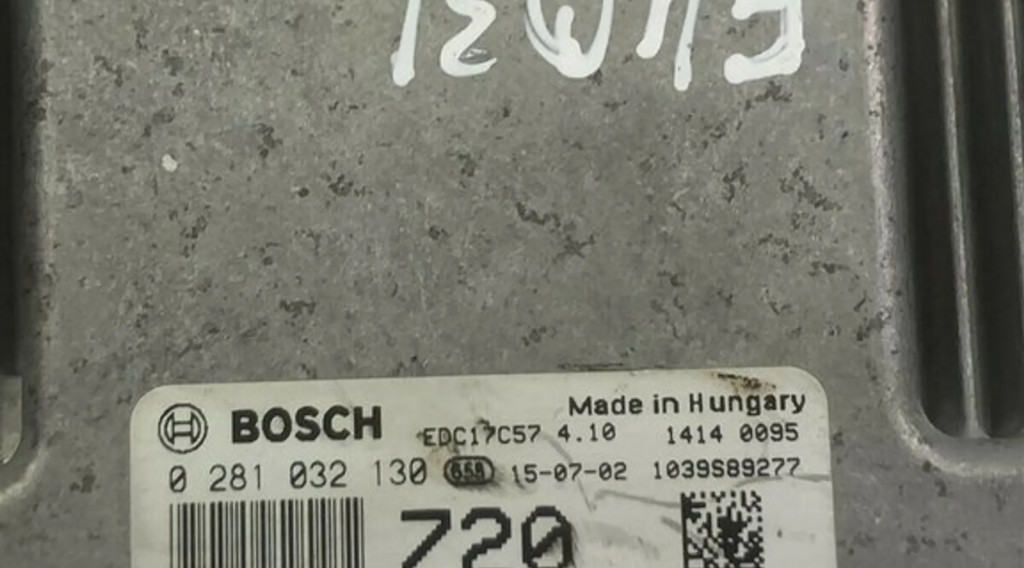 BOSCH
Made in Hungary
EDC17C57 4.10 1414 0095
0 281 032 130 15-07-02 1039S89277
720